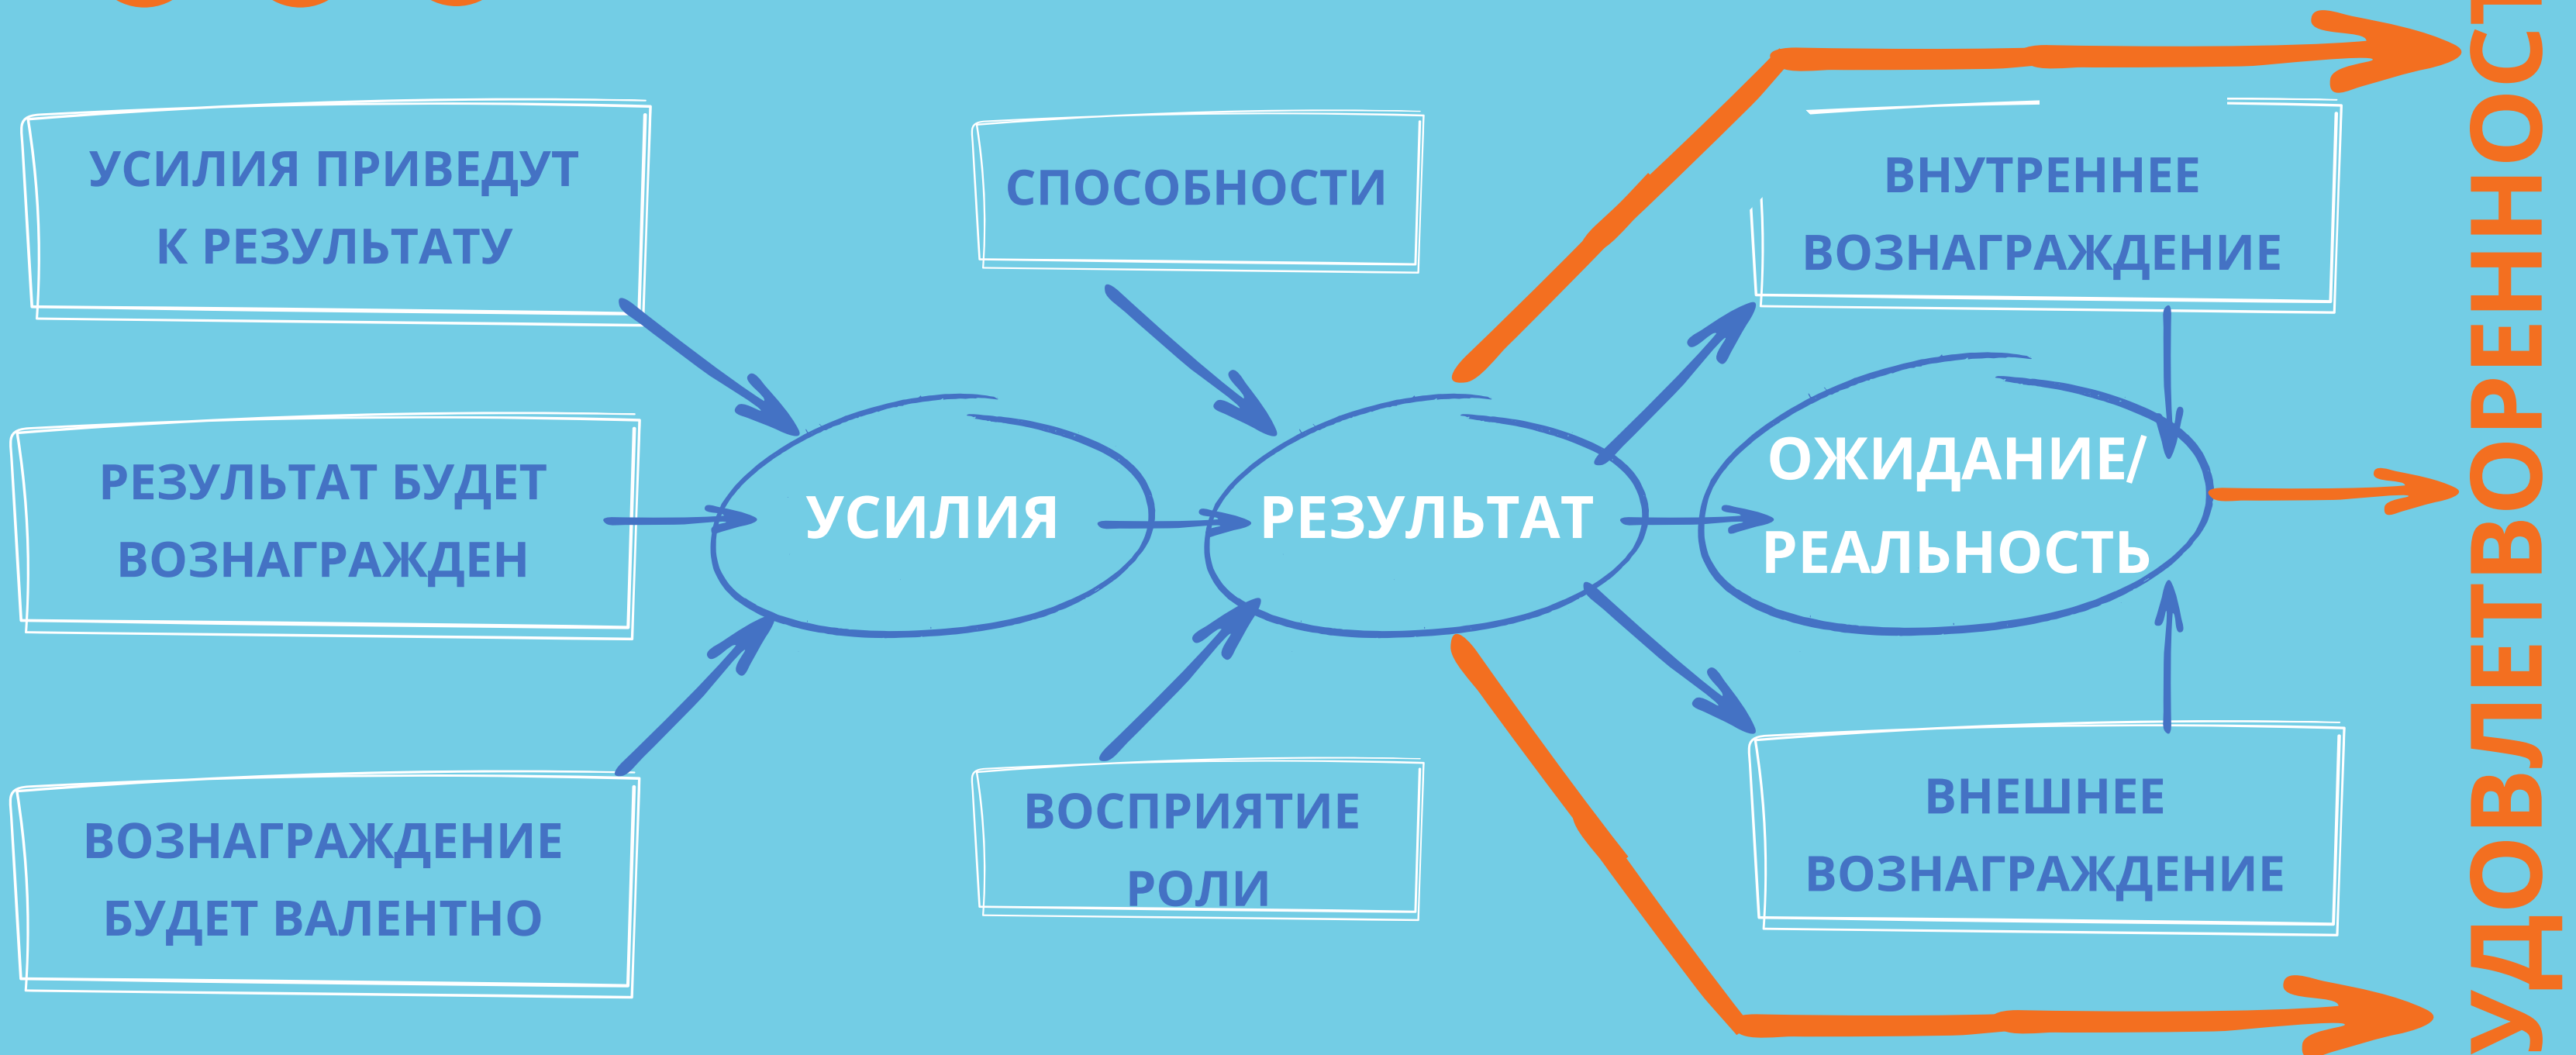 УСИЛИЯ ПРИВЕДУТ
К РЕЗУЛЬТАТУ
РЕЗУЛЬТАТ БУДЕТ
ВОЗНАГРАЖДЕН
ВОЗНАГРАЖДЕНИЕ
БУДЕТ ВАЛЕНТНО
УСИЛИЯ
СПОСОБНОСТИ
РЕЗУЛЬТАТ
ВОСПРИЯТИЕ
РОЛИ
ВНУТРЕННЕЕ
ВОЗНАГРАЖДЕНИЕ
ОЖИДАНИЕ/
РЕАЛЬНОСТЬ
ВНЕШНЕЕ
ВОЗНАГРАЖДЕНИЕ
УДОВЛЕТВОРЕННОСТ